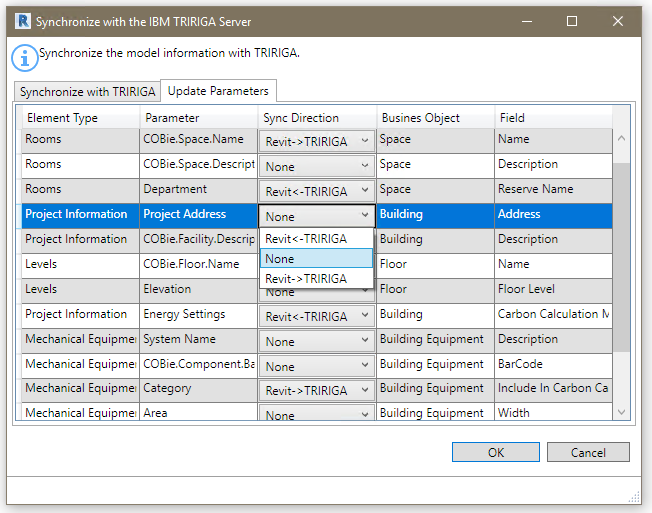 R Synchronize with the IBM TRIRIGA Server
Synchronize the model information with TRIRIGA.
Synchronize with TRIRIGA Update Parameters
Element Type Parameter Sync Direction Busines Object Field
Rooms COBie.Space.Name Revit->TRIRIGA Space Name
Rooms COBie.Space.Descript None Space Description
Rooms Department Revit<-TRIRIGA Space Reserve Name
Project Information Project Address None Building Address
Project Information COBie.Facility.Descrip Revit<-TRIRIGA Building Description
Levels COBie.Floor.Name None Floor Name
Levels Elevation Revit->TRIRIGA Floor Floor Level
None
Project Information Energy Settings Revit<-TRIRIGA Building Carbon Calculation M
Mechanical Equipmer System Name None Building Equipment Description
Mechanical Equipmer COBie.Component.Ba None Building Equipment BarCode
Mechanical Equipmer Category Revit->TRIRIGA Building Equipment Include In Carbon Ca
Mechanical Equipmer Area None Building Equipment Width
OK Cancel